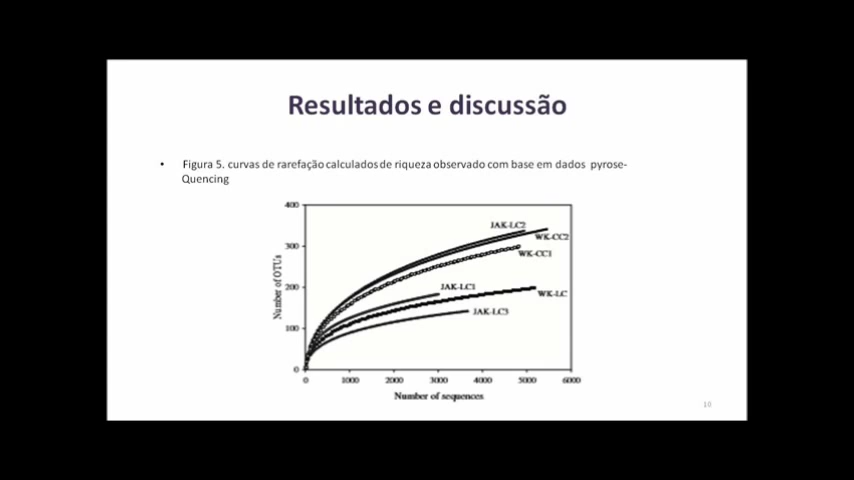 Resultados e discussão
• Figura 5. curvas de rarefação calculados de riqueza observado com base em dados pyrose-
Quencing
400
JAK-LC2
WK-CC2
300
WK-CC1
Number of OTUs
200
JAK-LC1
WK-LC
100
JAK-LC3
0
0 1000 2000 3000 4000 5000 6000
Number of sequences
10